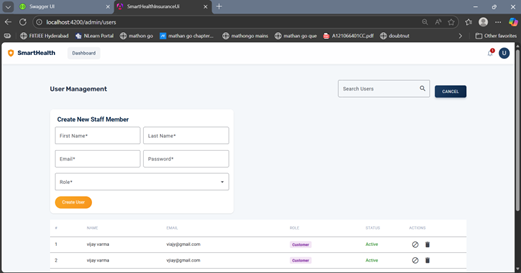 Swagger UI
SmartHealthInsuranceUI
localhost:4200/admin/users
FIITJEE Hyderabad
mathon go
NLearn Portal
mathan go chapter...
mathongo mains
mathan go que
A121066401CC.pdf
doubtnut
Other favorites
SmartHealth
Dashboard
U
User Management
Search Users
CANCEL
Create New Staff Member
First Name*
Last Name*
Email*
Password*
Role*
Create User
# NAME EMAIL ROLE STATUS ACTIONS
1 vijay varma vijay@gmail.com Customer Active
2 vijay varma viajy@gmail.com Customer Active